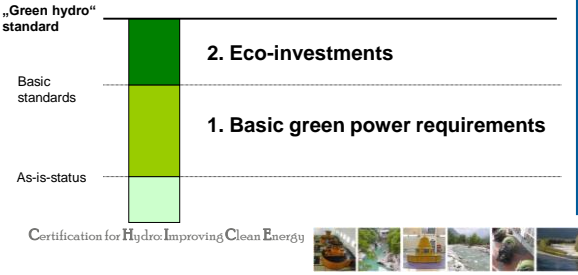 „Green hydro“
standard
2. Eco-investments
Basic
standards
1. Basic green power requirements
As-is-status
Certification for Hydro: Improving Clean Energy